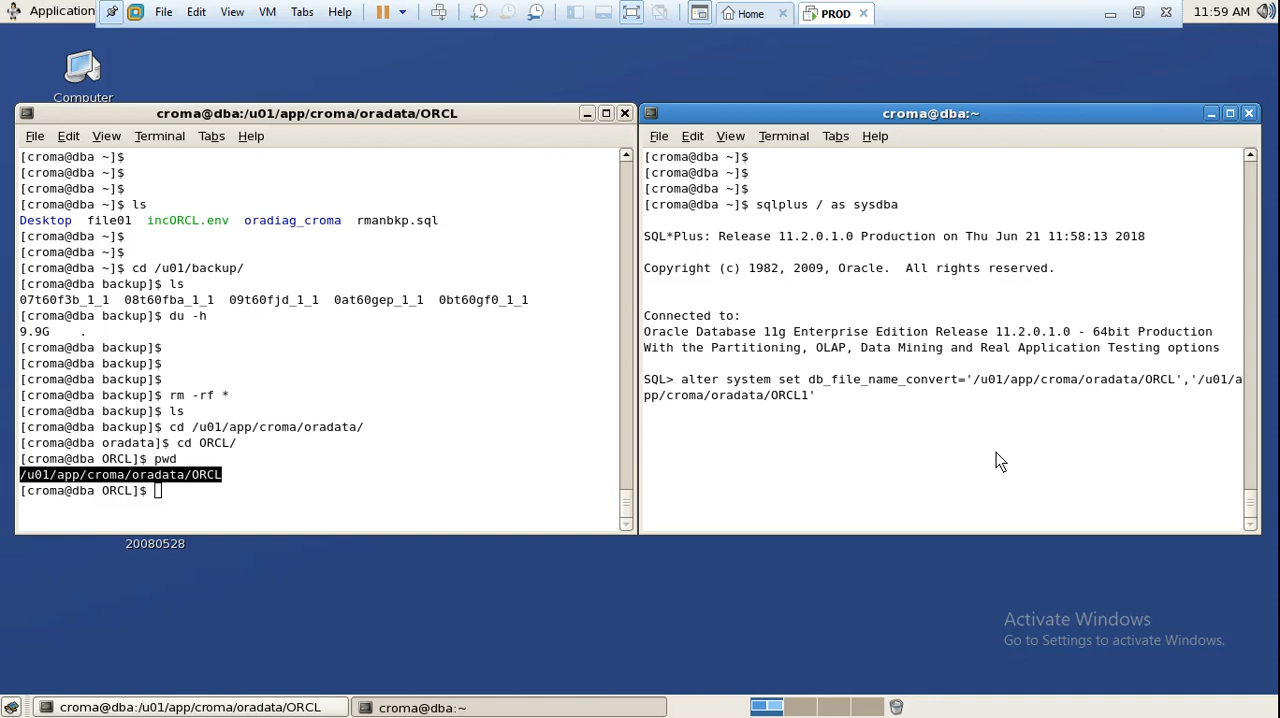 Application File Edit View VM Tabs Help Home PROD 11:59 AM
Computer
croma@dba:/u01/app/croma/oradata/ORCL
File Edit View Terminal Tabs Help
[croma@dba ~]$
[croma@dba ~]$
[croma@dba ~]$
[croma@dba ~]$ ls
Desktop file01 incORCL.env oradiag_croma rmanbkp.sql
[croma@dba ~]$
[croma@dba ~]$
[croma@dba ~]$ cd /u01/backup/
[croma@dba backup]$ ls
07t60f3b_1_1 08t60fba_1_1 09t60fjd_1_1 0at60gep_1_1 0bt60gf0_1_1
[croma@dba backup]$ du -h
9.9G .
[croma@dba backup]$
[croma@dba backup]$
[croma@dba backup]$
[croma@dba backup]$ rm -rf *
[croma@dba backup]$ ls
[croma@dba backup]$ cd /u01/app/croma/oradata/
[croma@dba oradata]$ cd ORCL/
[croma@dba ORCL]$ pwd
/u01/app/croma/oradata/ORCL
[croma@dba ORCL]$
croma@dba:~
File Edit View Terminal Tabs Help
[croma@dba ~]$
[croma@dba ~]$
[croma@dba ~]$
[croma@dba ~]$ sqlplus / as sysdba
SQL*Plus: Release 11.2.0.1.0 Production on Thu Jun 21 11:58:13 2018
Copyright (c) 1982, 2009, Oracle. All rights reserved.
Connected to:
Oracle Database 11g Enterprise Edition Release 11.2.0.1.0 - 64bit Production
With the Partitioning, OLAP, Data Mining and Real Application Testing options
SQL> alter system set db_file_name_convert='/u01/app/croma/oradata/ORCL','/u01/a
pp/croma/oradata/ORCL1'
20080528
Activate Windows
Go to Settings to activate Windows.
croma@dba:/u01/app/croma/oradata/ORCL croma@dba:~